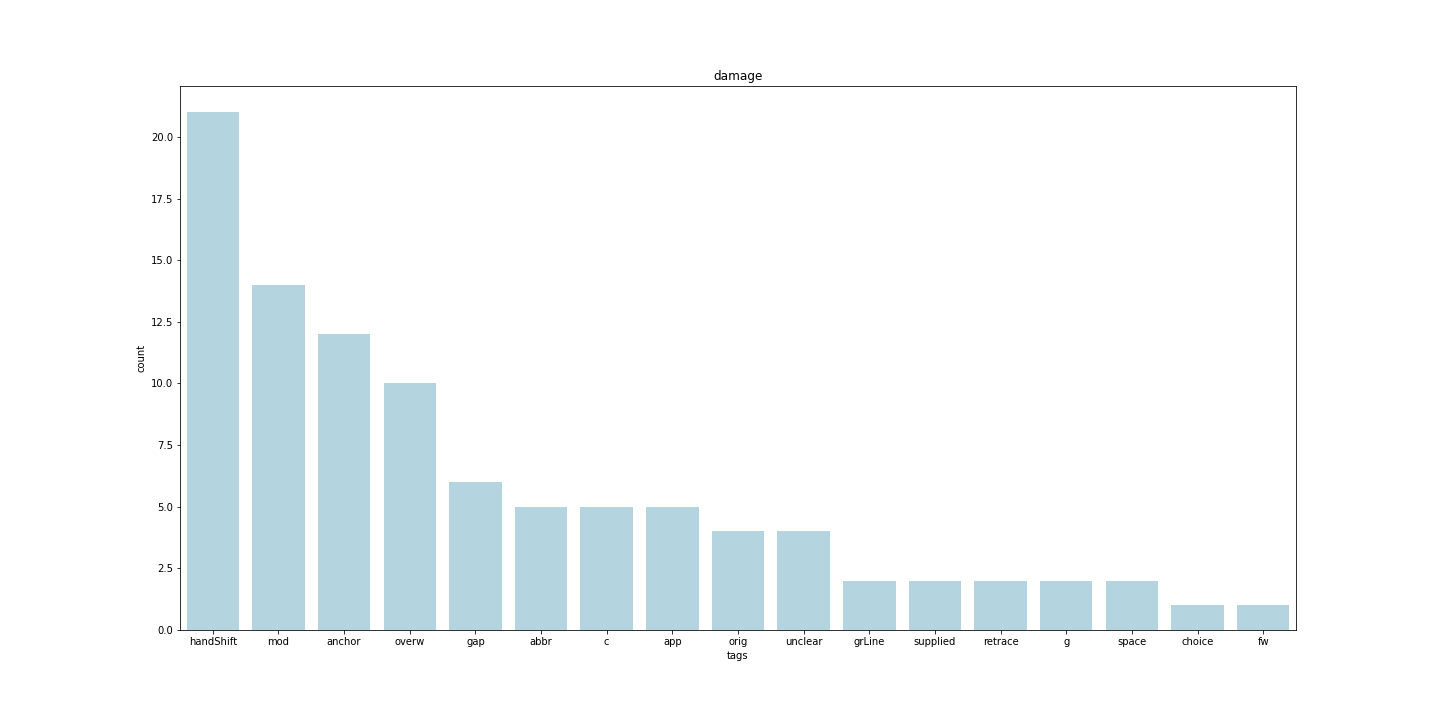 damage
20.0
17.5
15.0
12.5
10.0
7.5
5.0
2.5
0.0
count
handShift mod anchor overw gap abbr c app orig unclear grLine supplied retrace g space choice fw
tags